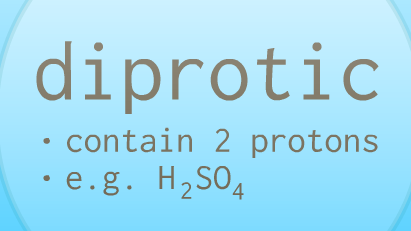 diprotic
• contain 2 protons
• e.g. H₂SO₄